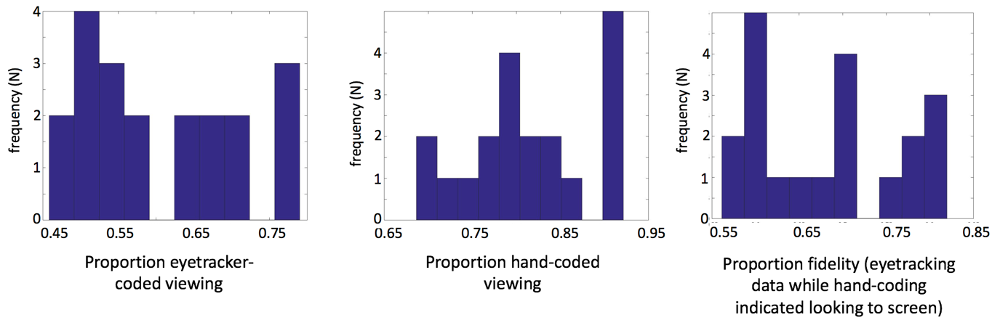 4
3
2
1
0
frequency (N)
0.45 0.55 0.65 0.75
Proportion eyetracker-
coded viewing
4
3
2
1
0
frequency (N)
0.65 0.75 0.85 0.95
Proportion hand-coded
viewing
4
3
2
1
0
frequency (N)
0.55 0.65 0.75 0.85
Proportion fidelity (eyetracking
data while hand-coding
indicated looking to screen)